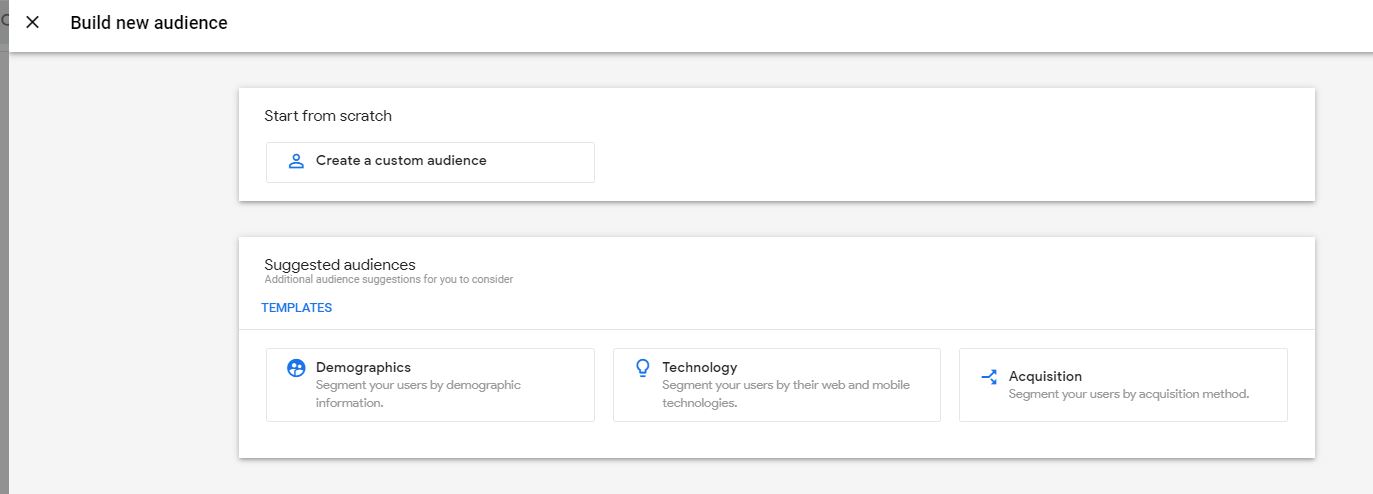 Build new audience
Start from scratch
Create a custom audience
Suggested audiences
Additional audience suggestions for you to consider
TEMPLATES
Demographics
Segment your users by demographic
information.
Technology
Segment your users by their web and mobile
technologies.
Acquisition
Segment your users by acquisition method.